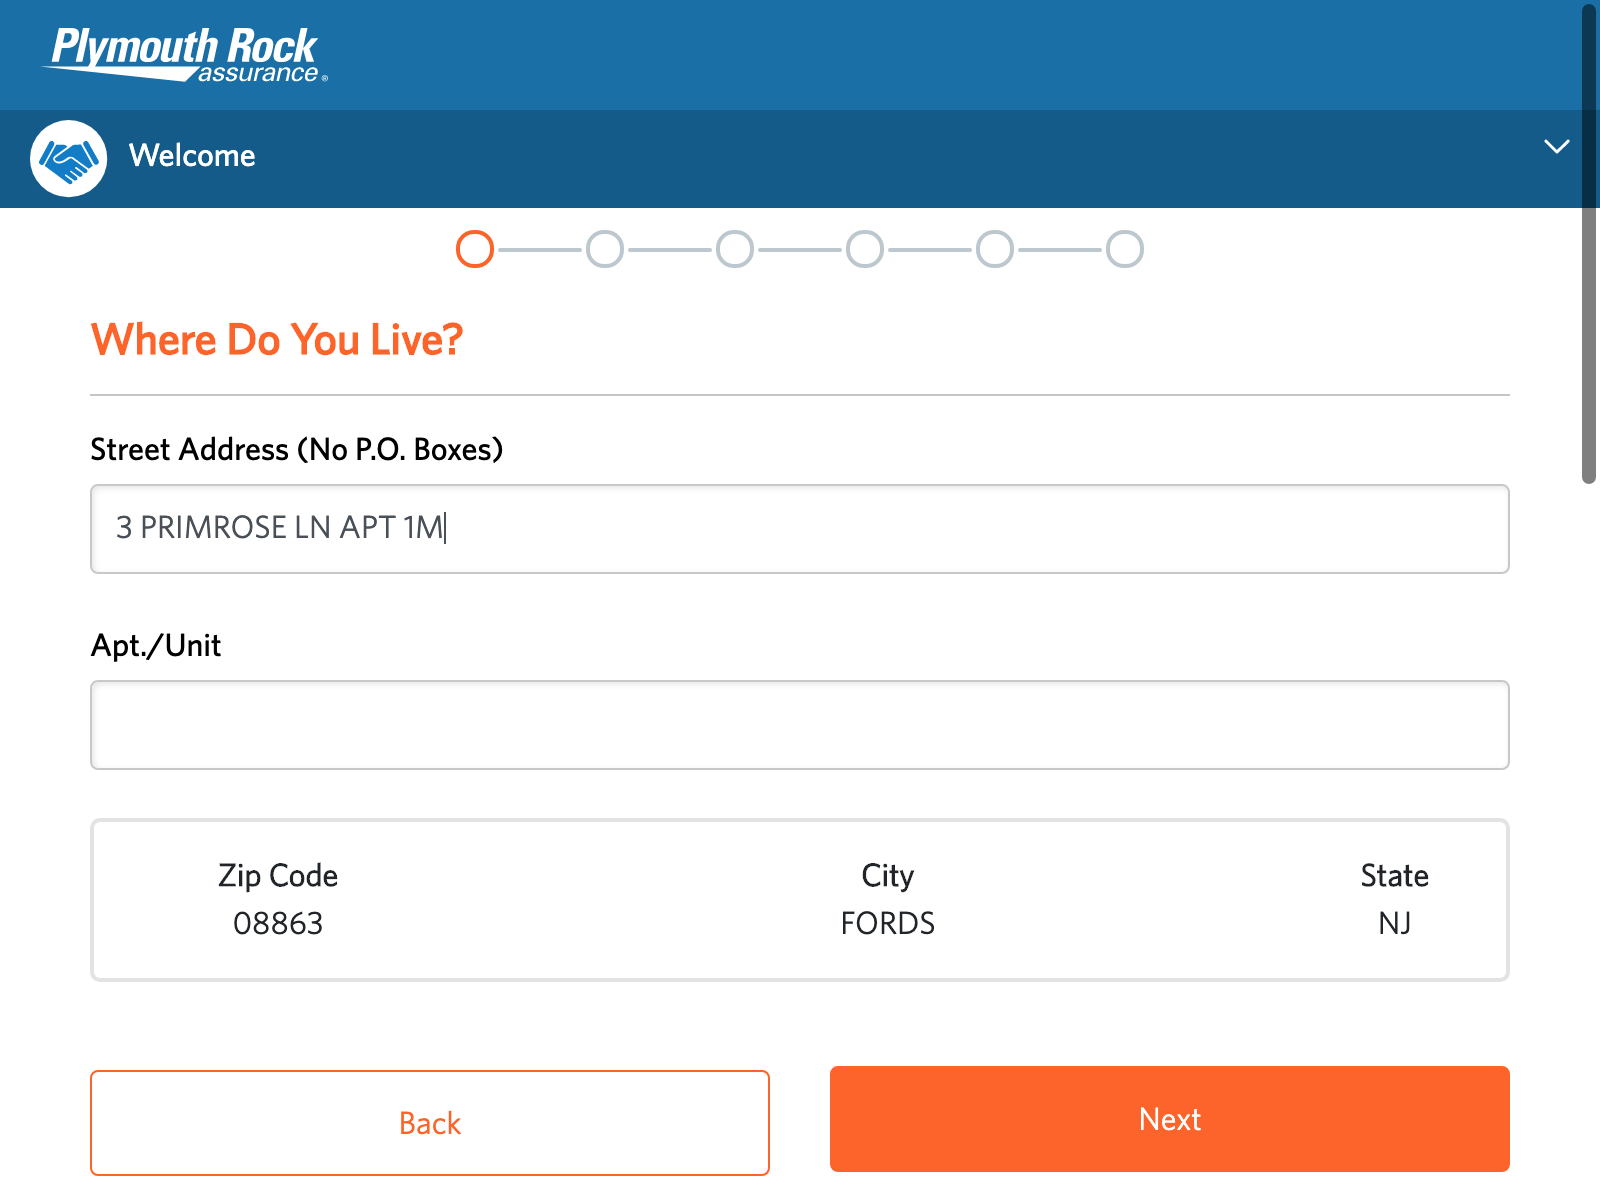 Plymouth Rock
assurance®
Welcome
Where Do You Live?
Street Address (No P.O. Boxes)
3 PRIMROSE LN APT 1M
Apt./Unit
Zip Code City State
08863 FORDS NJ
Back Next